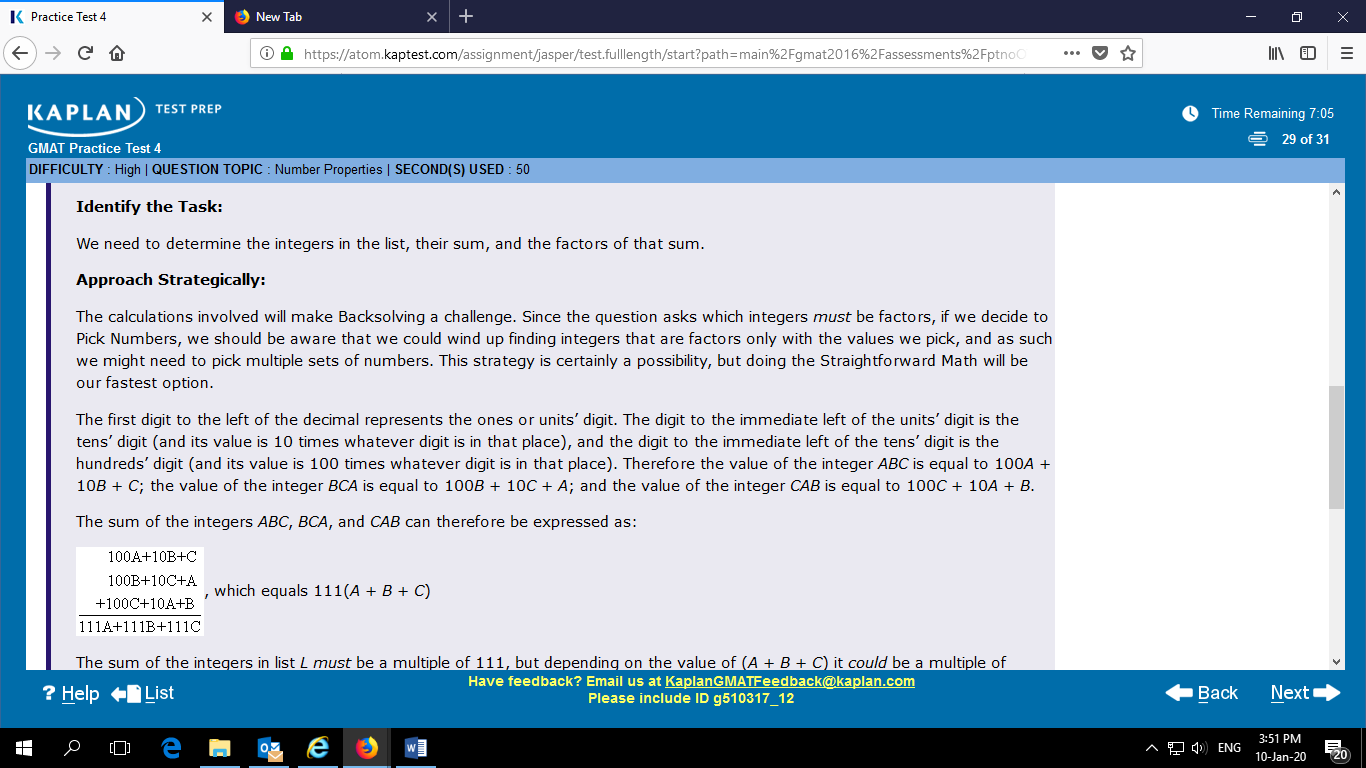 Practice Test 4
New Tab
https://atom.kaptest.com/assignment/jasper/test.fulllength/start?path=main%2Fgmat2016%2Fassessments%2Fptno
KAPLAN TEST PREP
Time Remaining 7:05
GMAT Practice Test 4
29 of 31
DIFFICULTY : High | QUESTION TOPIC : Number Properties | SECOND(S) USED : 50
Identify the Task:
We need to determine the integers in the list, their sum, and the factors of that sum.
Approach Strategically:
The calculations involved will make Backsolving a challenge. Since the question asks which integers must be factors, if we decide to
Pick Numbers, we should be aware that we could wind up finding integers that are factors only with the values we pick, and as such
we might need to pick multiple sets of numbers. This strategy is certainly a possibility, but doing the Straightforward Math will be
our fastest option.
The first digit to the left of the decimal represents the ones or units’ digit. The digit to the immediate left of the units’ digit is the
tens’ digit (and its value is 10 times whatever digit is in that place), and the digit to the immediate left of the tens’ digit is the
hundreds’ digit (and its value is 100 times whatever digit is in that place). Therefore the value of the integer ABC is equal to 100A +
10B + C; the value of the integer BCA is equal to 100B + 10C + A; and the value of the integer CAB is equal to 100C + 10A + B.
The sum of the integers ABC, BCA, and CAB can therefore be expressed as:
100A+10B+C
100B+10C+A
+100C+10A+B
111A+111B+111C
, which equals 111(A + B + C)
The sum of the integers in list L must be a multiple of 111, but depending on the value of (A + B + C) it could be a multiple of
Have feedback? Email us at KaplanGMATFeedback@kaplan.com
Please include ID g510317_12
? Help
List
Back
Next
ENG
3:51 PM
10-Jan-20
20